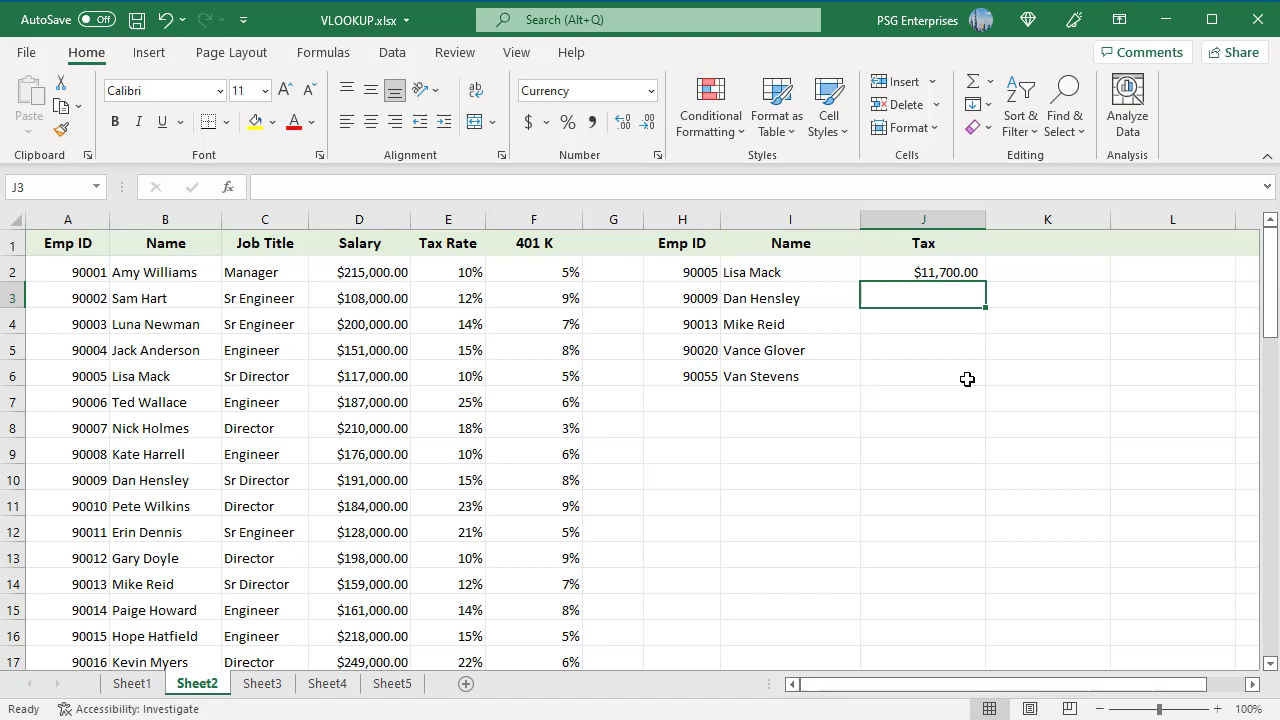 AutoSave Off VLOOKUP.xlsx Search (Alt+Q) PSG Enterprises
File Home Insert Page Layout Formulas Data Review View Help Comments Share
Paste Calibri 11 ab Currency Conditional Formatting Format as Table Cell Styles Insert Delete Format Sort & Filter Find & Select Analyze Data
B I U A $ % 9
Clipboard Font Alignment Number Styles Cells Editing Analysis
J3 fx
A B C D E F G H I J K L
1 Emp ID Name Job Title Salary Tax Rate 401 K Emp ID Name Tax
2 90001 Amy Williams Manager $215,000.00 10% 5% 90005 Lisa Mack $11,700.00
3 90002 Sam Hart Sr Engineer $108,000.00 12% 9% 90009 Dan Hensley
4 90003 Luna Newman Sr Engineer $200,000.00 14% 7% 90013 Mike Reid
5 90004 Jack Anderson Engineer $151,000.00 15% 8% 90020 Vance Glover
6 90005 Lisa Mack Sr Director $117,000.00 10% 5% 90055 Van Stevens
7 90006 Ted Wallace Engineer $187,000.00 25% 6%
8 90007 Nick Holmes Director $210,000.00 18% 3%
9 90008 Kate Harrell Engineer $176,000.00 10% 6%
10 90009 Dan Hensley Sr Director $191,000.00 15% 8%
11 90010 Pete Wilkins Director $184,000.00 23% 9%
12 90011 Erin Dennis Sr Engineer $128,000.00 21% 5%
13 90012 Gary Doyle Director $198,000.00 10% 9%
14 90013 Mike Reid Sr Director $159,000.00 12% 7%
15 90014 Paige Howard Engineer $161,000.00 14% 8%
16 90015 Hope Hatfield Engineer $218,000.00 15% 5%
17 90016 Kevin Myers Director $249,000.00 22% 6%
Sheet1 Sheet2 Sheet3 Sheet4 Sheet5
Ready Accessibility: Investigate 100%